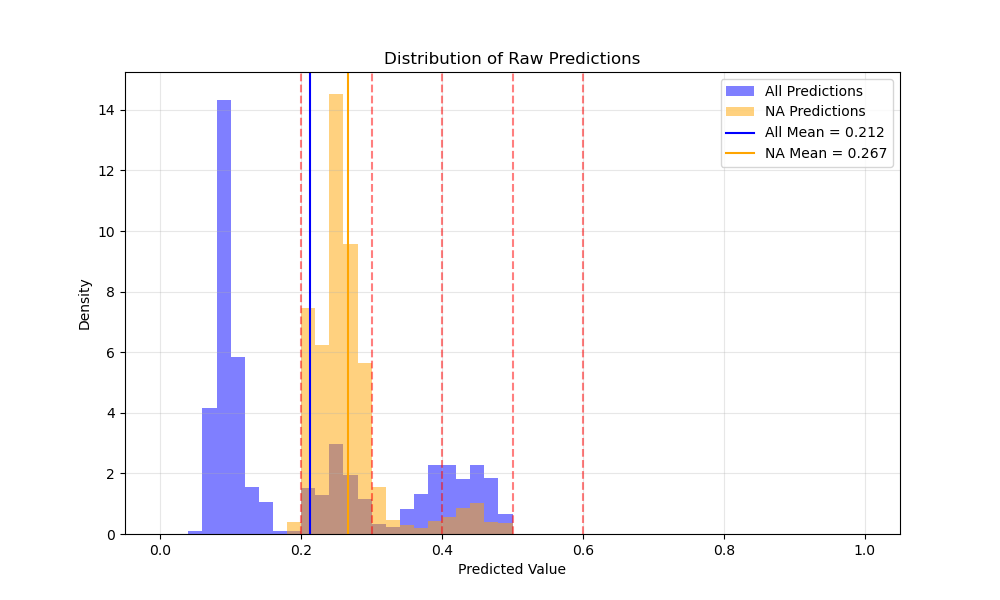 Distribution of Raw Predictions
All Predictions
NA Predictions
All Mean = 0.212
NA Mean = 0.267
Density
14
12
10
8
6
4
2
0
0.0 0.2 0.4 0.6 0.8 1.0
Predicted Value